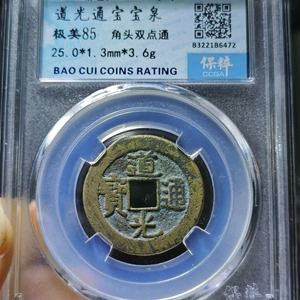 道光通宝宝泉
极美85 角头双点通
25.0*1.3mm*3.6g
B3221B6472
保粹
CCGA
BAO CUI COINS RATING
道
寶 通
光